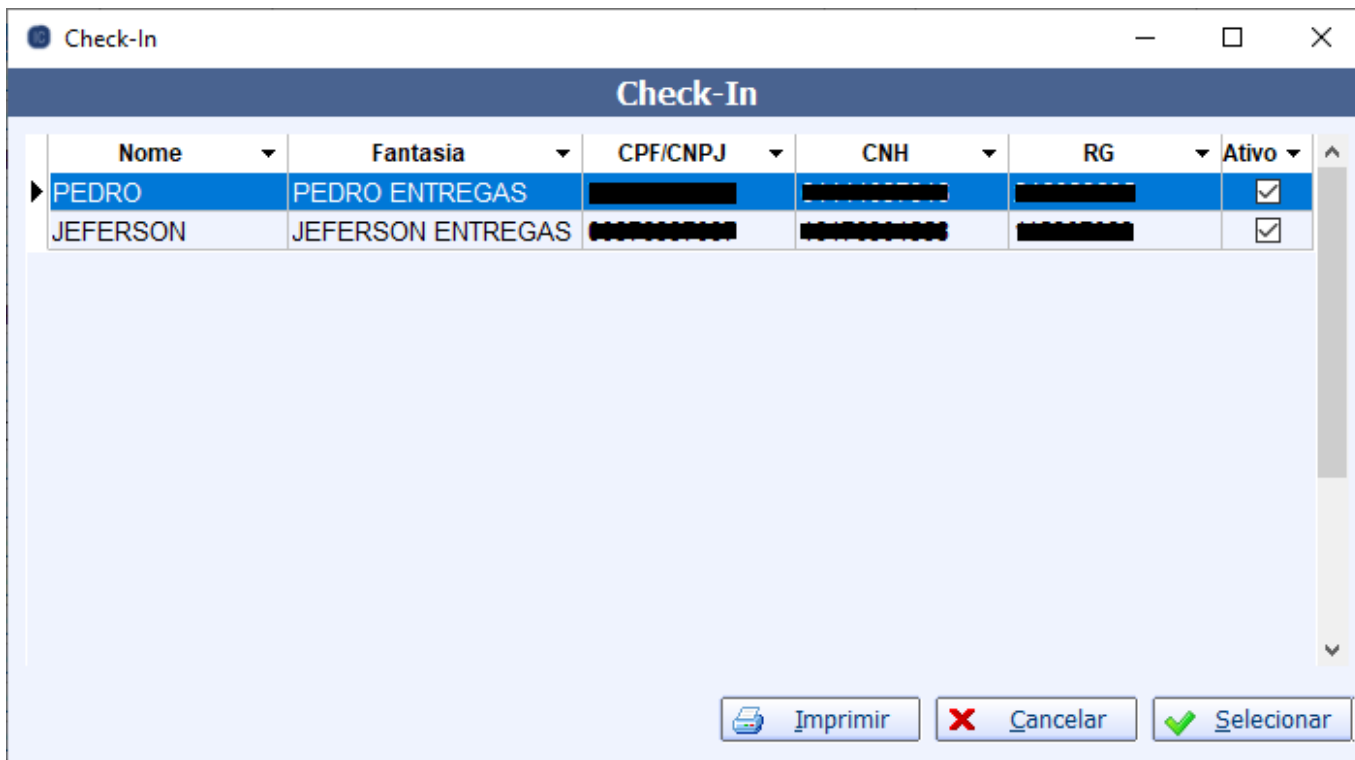 Check-In
Check-In
Nome Fantasia CPF/CNPJ CNH RG Ativo
PEDRO PEDRO ENTREGAS
JEFERSON JEFERSON ENTREGAS
Imprimir Cancelar Selecionar